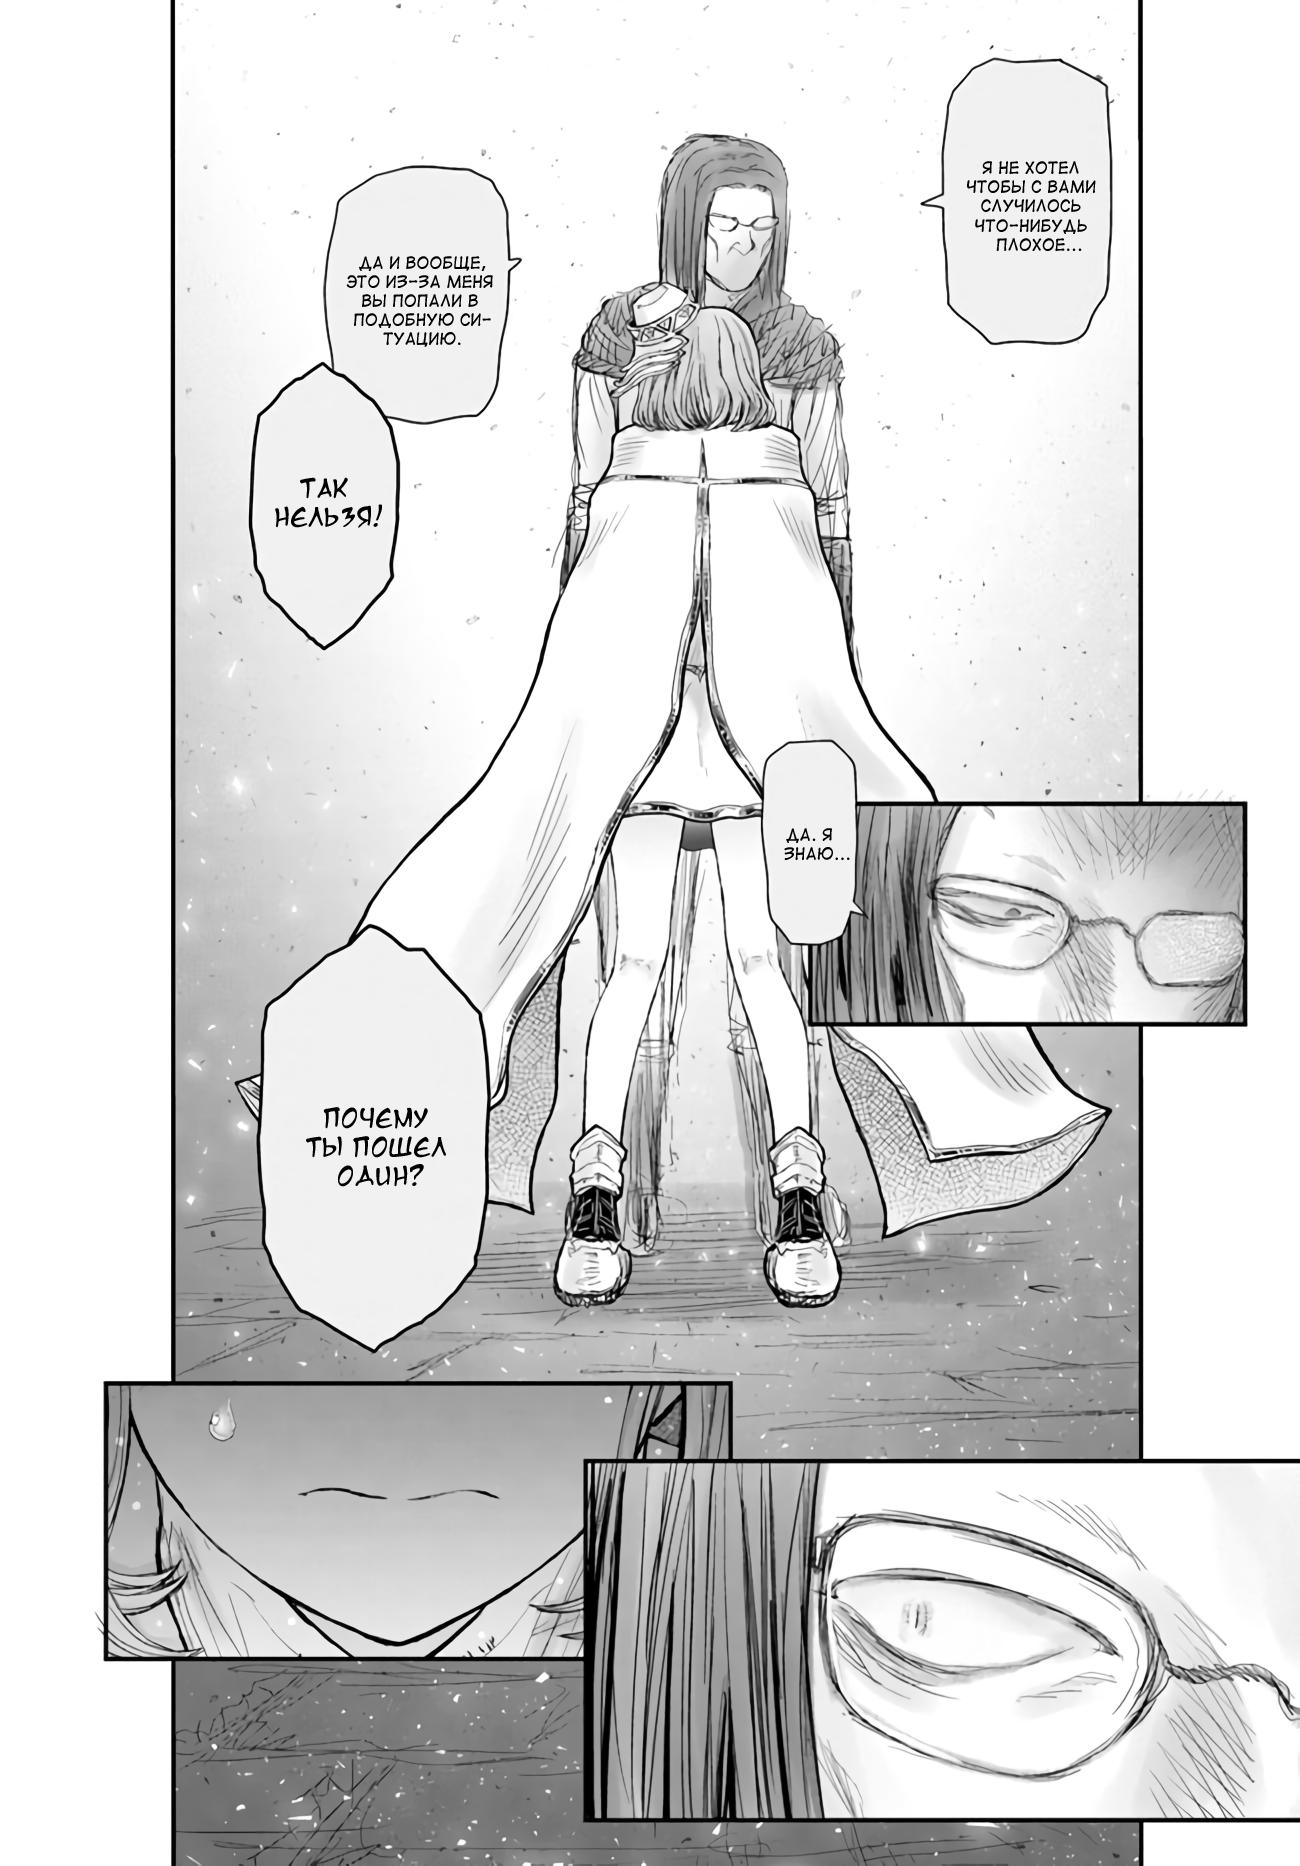 Я НЕ ХОТЕЛ
ЧТОБЫ С ВАМИ
СЛУЧИЛОСЬ
ЧТО-НИБУДЬ
ПЛОХОЕ...
ДА И ВООБЩЕ,
ЭТО ИЗ-ЗА МЕНЯ
ВЫ ПОПАЛИ В
ПОДОБНУЮ СИ-
ТУАЦИЮ.
ТАК
НЕЛЬЗЯ!
ДА. Я
ЗНАЮ...
ПОЧЕМУ
ТЫ ПОШЕЛ
ОДИН?